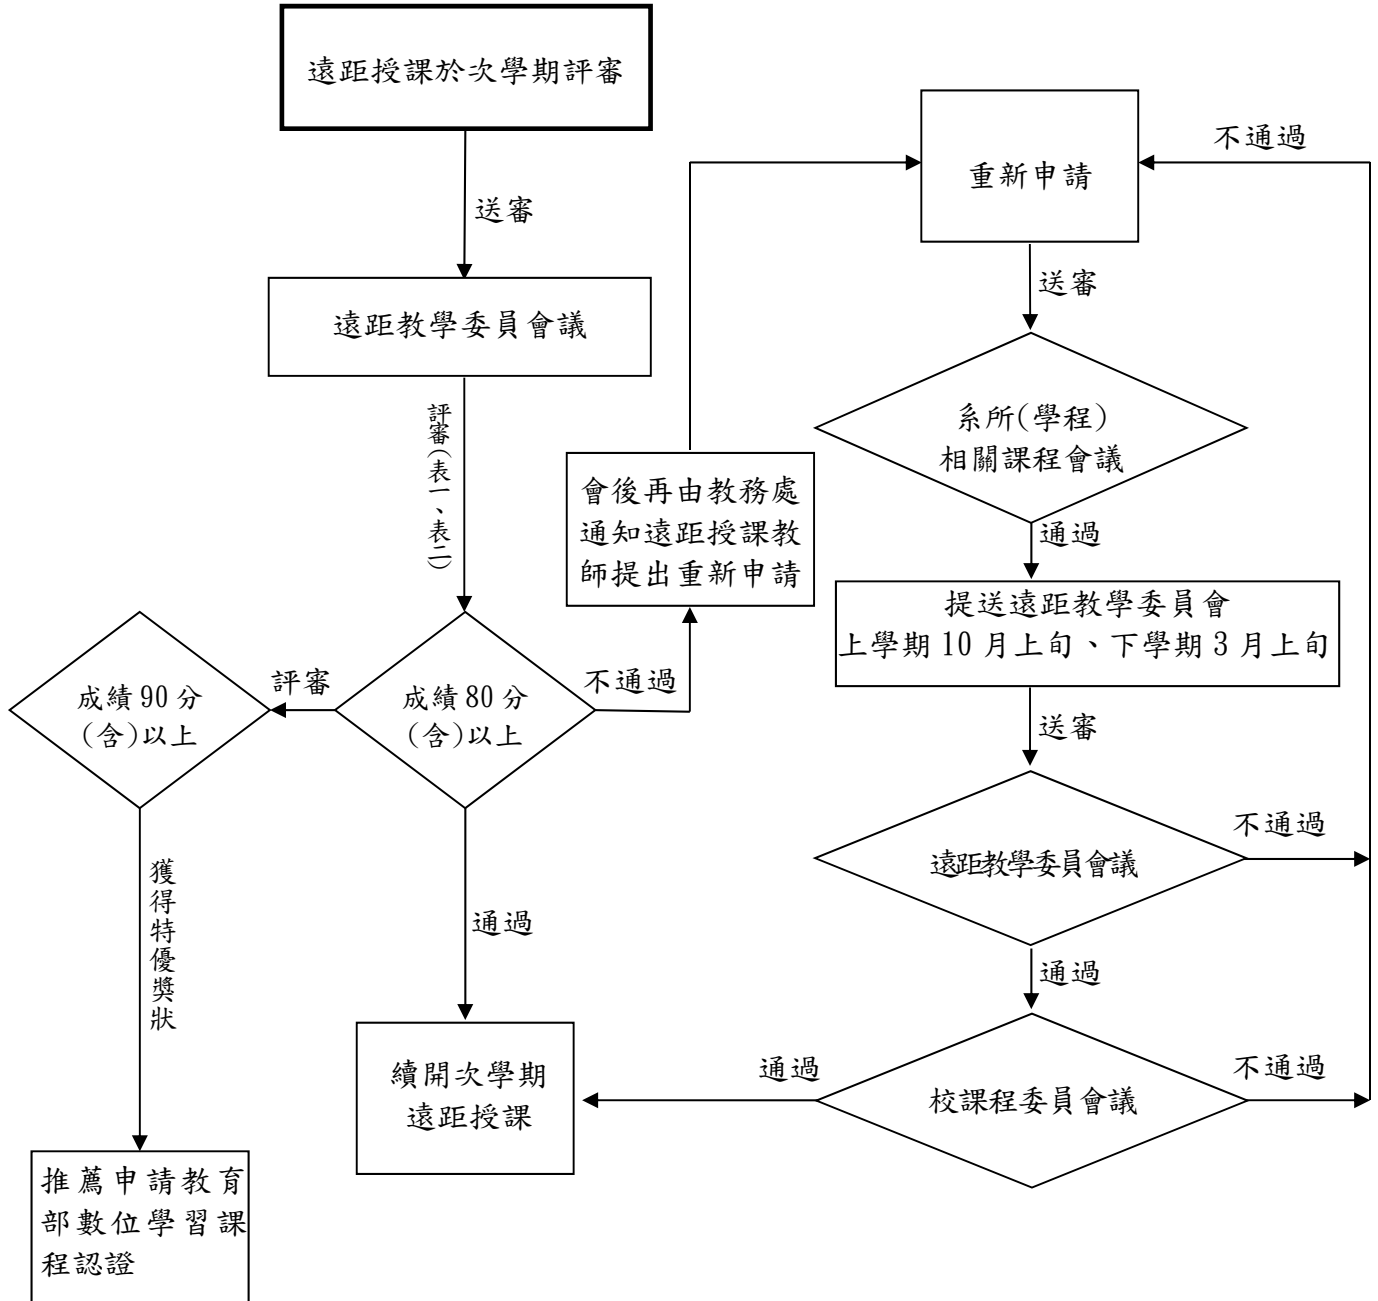 遠距授課於次學期評審
送審
遠距教學委員會議
評審(表一、表二)
成績 80 分
(含)以上
評審
成績 90 分
(含)以上
獲得特優獎狀
推薦申請教育
部數位學習課
程認證
通過
續開次學期
遠距授課
不通過
會後再由教務處
通知遠距授課教
師提出重新申請
重新申請
不通過
送審
系所(學程)
相關課程會議
通過
提送遠距教學委員會
上學期 10 月上旬、下學期 3 月上旬
送審
遠距教學委員會議
不通過
通過
校課程委員會議
不通過
通過